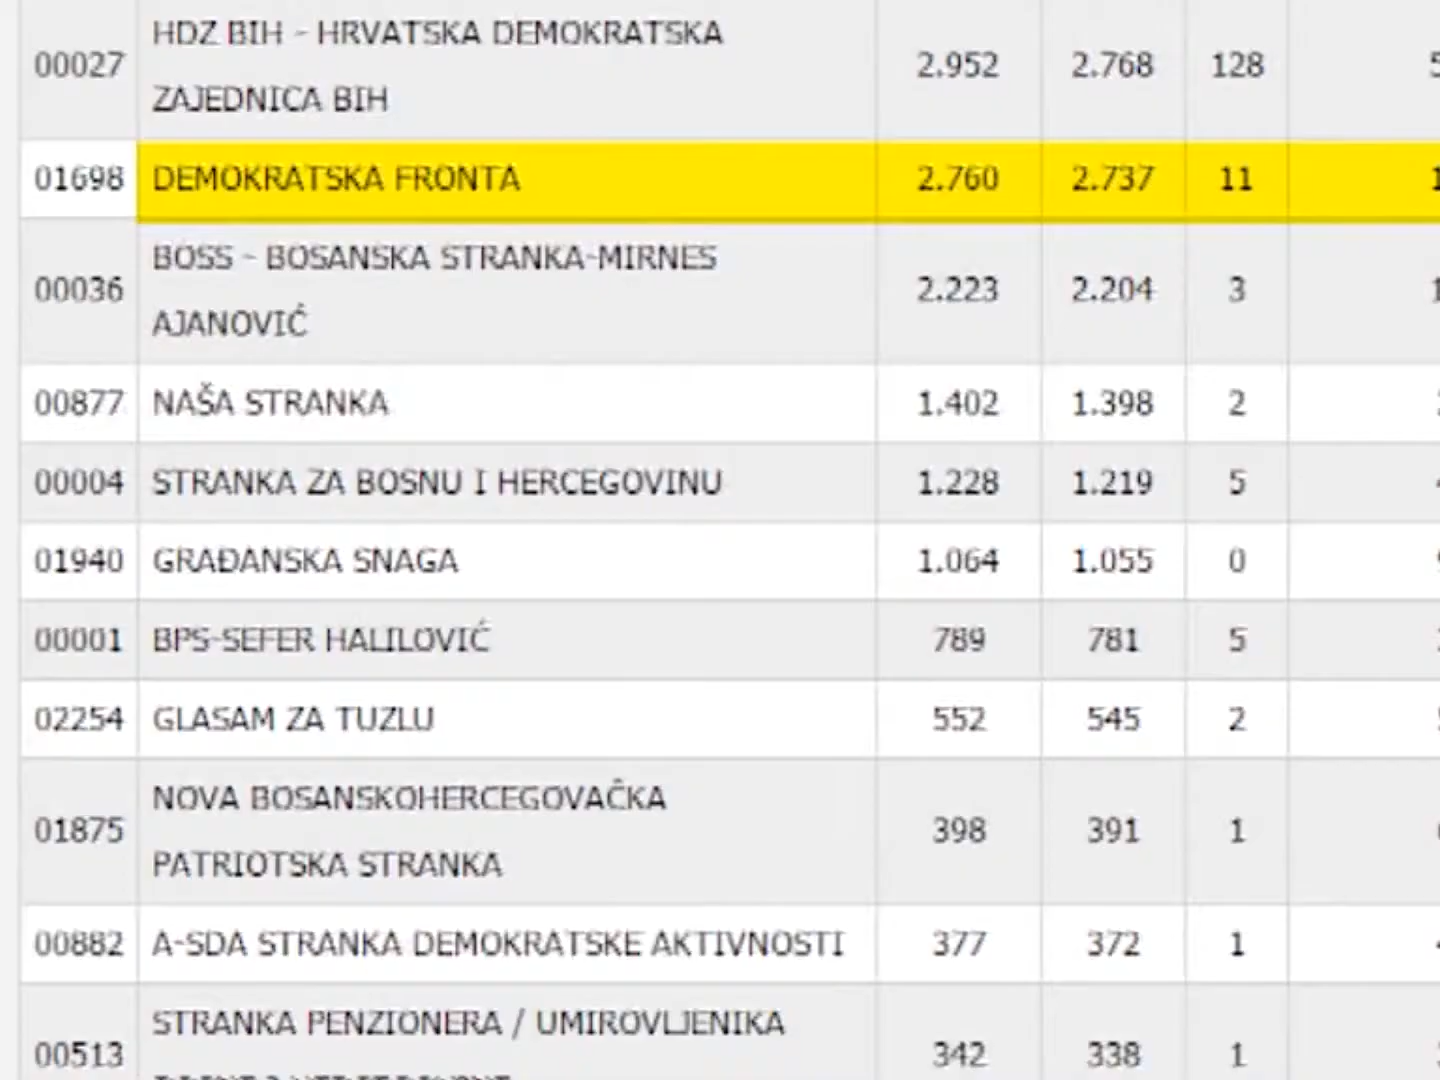 HDZ BIH - HRVATSKA DEMOKRATSKA
00027 2.952 2.768 128
ZAJEDNICA BIH
01698 DEMOKRATSKA FRONTA 2.760 2.737 11
BOSS - BOSANSKA STRANKA-MIRNES
00036 2.223 2.204 3
AJANOVIĆ
00877 NAŠA STRANKA 1.402 1.398 2
00004 STRANKA ZA BOSNU I HERCEGOVINU 1.228 1.219 5
01940 GRAĐANSKA SNAGA 1.064 1.055 0
00001 BPS-SEFER HALILOVIĆ 789 781 5
02254 GLASAM ZA TUZLU 552 545 2
NOVA BOSANSKOHERCEGOVAČKA
01875 398 391 1
PATRIOTSKA STRANKA
00882 A-SDA STRANKA DEMOKRATSKE AKTIVNOSTI 377 372 1
STRANKA PENZIONERA / UMIROVLJENIKA
00513 342 338 1